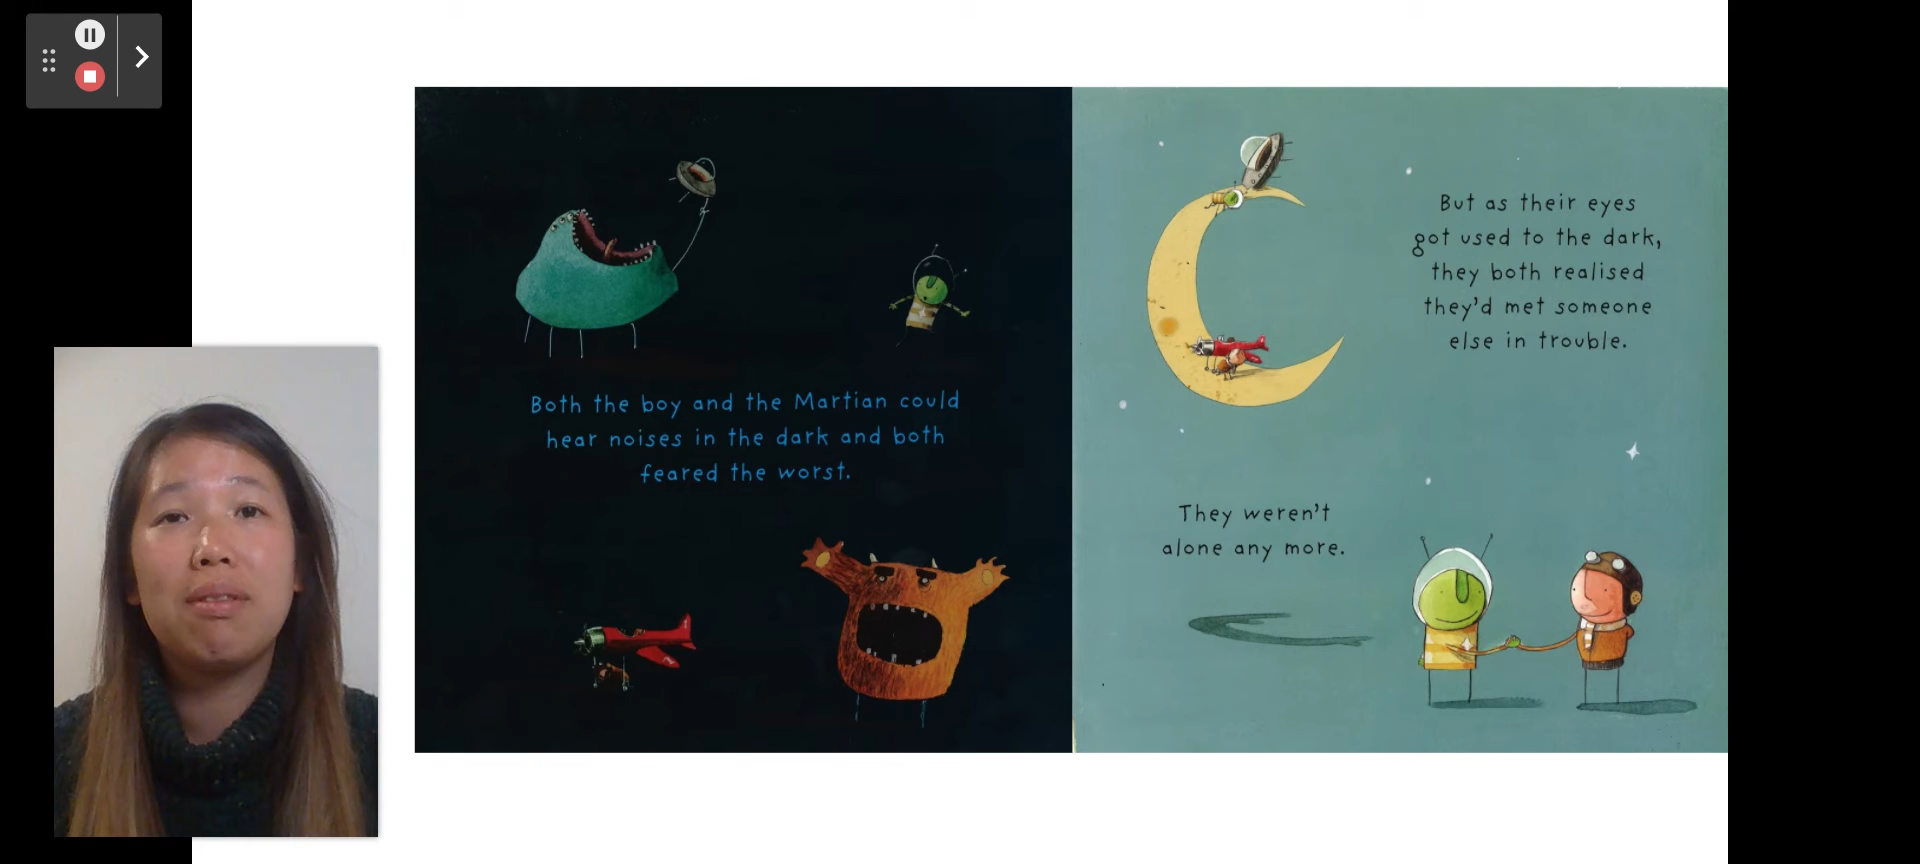 Both the boy and the Martian could
hear noises in the dark and both
feared the worst.
But as their eyes
got used to the dark,
they both realised
they'd met someone
else in trouble.
They weren't
alone any more.